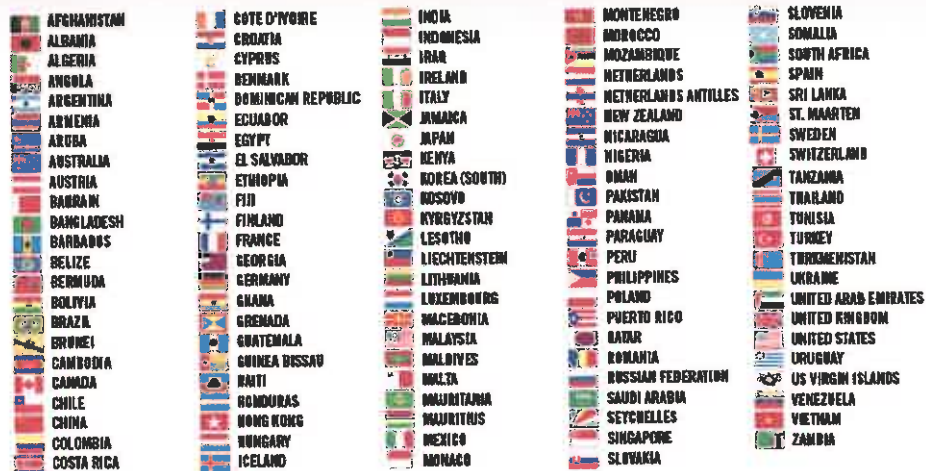 AFGHANISTAN
ALBANIA
ALGERIA
ANGOLA
ARGENTINA
ARMENIA
ARUBA
AUSTRALIA
AUSTRIA
BAHRAIN
BANGLADESH
BARBADOS
BELIZE
BERMUDA
BOLIVIA
BRAZIL
BRUNEI
CAMBODIA
CANADA
CHILE
CHINA
COLOMBIA
COSTA RICA
COTE D'IVOIRE
CROATIA
CYPRUS
DENMARK
DOMINICAN REPUBLIC
ECUADOR
EGYPT
EL SALVADOR
ETHIOPIA
FIJI
FINLAND
FRANCE
GEORGIA
GERMANY
GHANA
GRENADA
GUATEMALA
GUINEA BISSAU
HAITI
HONDURAS
HONG KONG
HUNGARY
ICELAND
INDIA
INDONESIA
IRAQ
IRELAND
ITALY
JAMAICA
JAPAN
KENYA
KOREA (SOUTH)
KOSOVO
KYRGYZSTAN
LESOTHO
LIECHTENSTEIN
LITHUANIA
LUXEMBOURG
MACEDONIA
MALAYSIA
MALDIVES
MALTA
MAURITANIA
MAURITIUS
MEXICO
MONACO
MONTENEGRO
MOROCCO
MOZAMBIQUE
NETHERLANDS
NETHERLANDS ANTILLES
NEW ZEALAND
NICARAGUA
NIGERIA
OMAN
PAKISTAN
PANAMA
PARAGUAY
PERU
PHILIPPINES
POLAND
PUERTO RICO
QATAR
ROMANIA
RUSSIAN FEDERATION
SAUDI ARABIA
SEYCHELLES
SINGAPORE
SLOVAKIA
SLOVENIA
SOMALIA
SOUTH AFRICA
SPAIN
SRI LANKA
ST. MAARTEN
SWEDEN
SWITZERLAND
TANZANIA
THAILAND
TUNISIA
TURKEY
TURKMENISTAN
UKRAINE
UNITED ARAB EMIRATES
UNITED KINGDOM
UNITED STATES
URUGUAY
US VIRGIN ISLANDS
VENEZUELA
VIETNAM
ZAMBIA